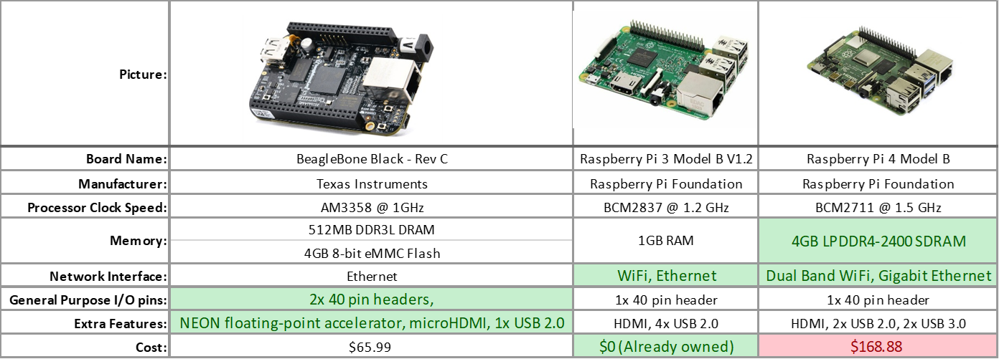 Picture:
Board Name: BeagleBone Black - Rev C Raspberry Pi 3 Model B V1.2 Raspberry Pi 4 Model B
Manufacturer: Texas Instruments Raspberry Pi Foundation Raspberry Pi Foundation
Processor Clock Speed: AM3358 @ 1GHz BCM2837 @ 1.2 GHz BCM2711 @ 1.5 GHz
Memory: 512MB DDR3L DRAM 1GB RAM 4GB LPDDR4-2400 SDRAM
4GB 8-bit eMMC Flash
Network Interface: Ethernet WiFi, Ethernet Dual Band WiFi, Gigabit Ethernet
General Purpose I/O pins: 2x 40 pin headers, 1x 40 pin header 1x 40 pin header
Extra Features: NEON floating-point accelerator, microHDMI, 1x USB 2.0 HDMI, 4x USB 2.0 HDMI, 2x USB 2.0, 2x USB 3.0
Cost: $65.99 $0 (Already owned) $168.88